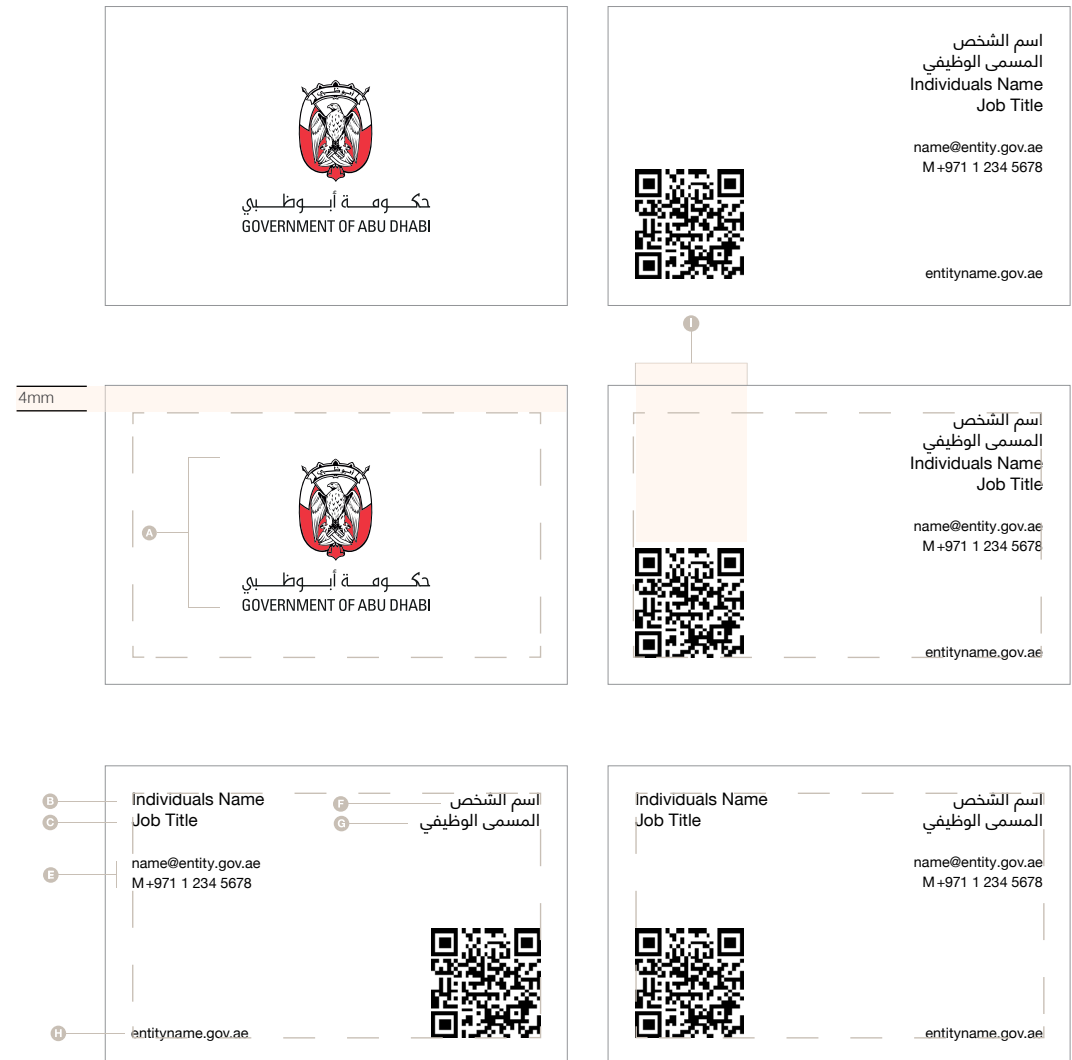 حكـــومـــة أبـــوظـــبي
GOVERNMENT OF ABU DHABI
اسم الشخص
المسمى الوظيفي
Individuals Name
Job Title
name@entity.gov.ae
M +971 1 234 5678
entityname.gov.ae
I
4mm
A
حكـــومـــة أبـــوظـــبي
GOVERNMENT OF ABU DHABI
اسم الشخص
المسمى الوظيفي
Individuals Name
Job Title
name@entity.gov.ae
M +971 1 234 5678
entityname.gov.ae
B
Individuals Name
C
Job Title
F
اسم الشخص
G
المسمى الوظيفي
E
name@entity.gov.ae
M +971 1 234 5678
H
entityname.gov.ae
Individuals Name
Job Title
اسم الشخص
المسمى الوظيفي
name@entity.gov.ae
M +971 1 234 5678
entityname.gov.ae